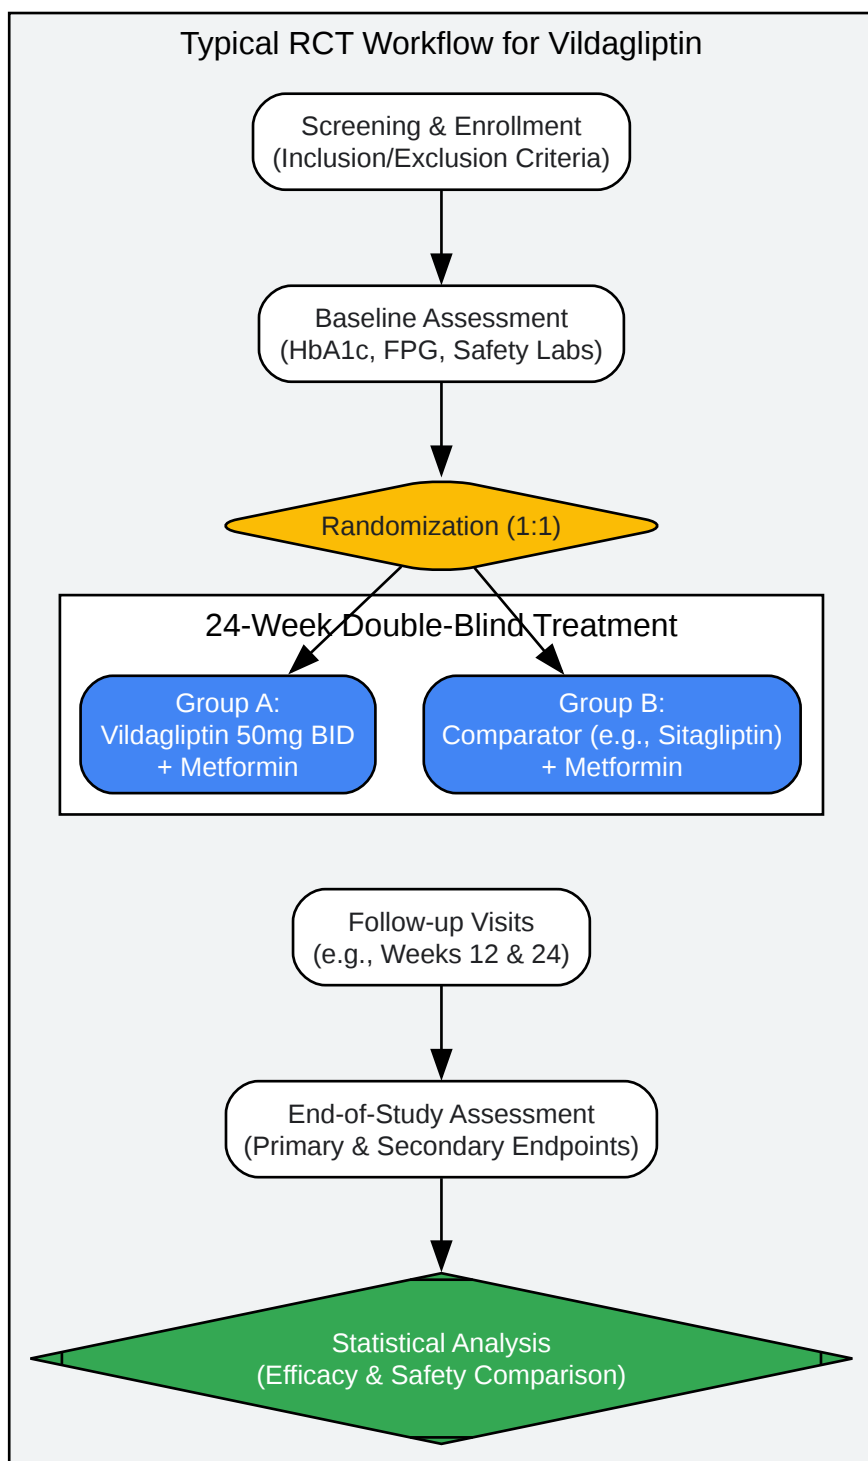 Typical RCT Workflow for Vildagliptin
Screening & Enrollment
(Inclusion/Exclusion Criteria)
Baseline Assessment
(HbA1c, FPG, Safety Labs)
Randomization (1:1)
24-Week Double-Blind Treatment
Group A:
Vildagliptin 50mg BID
+ Metformin
Group B:
Comparator (e.g., Sitagliptin)
+ Metformin
Follow-up Visits
(e.g., Weeks 12 & 24)
End-of-Study Assessment
(Primary & Secondary Endpoints)
Statistical Analysis
(Efficacy & Safety Comparison)